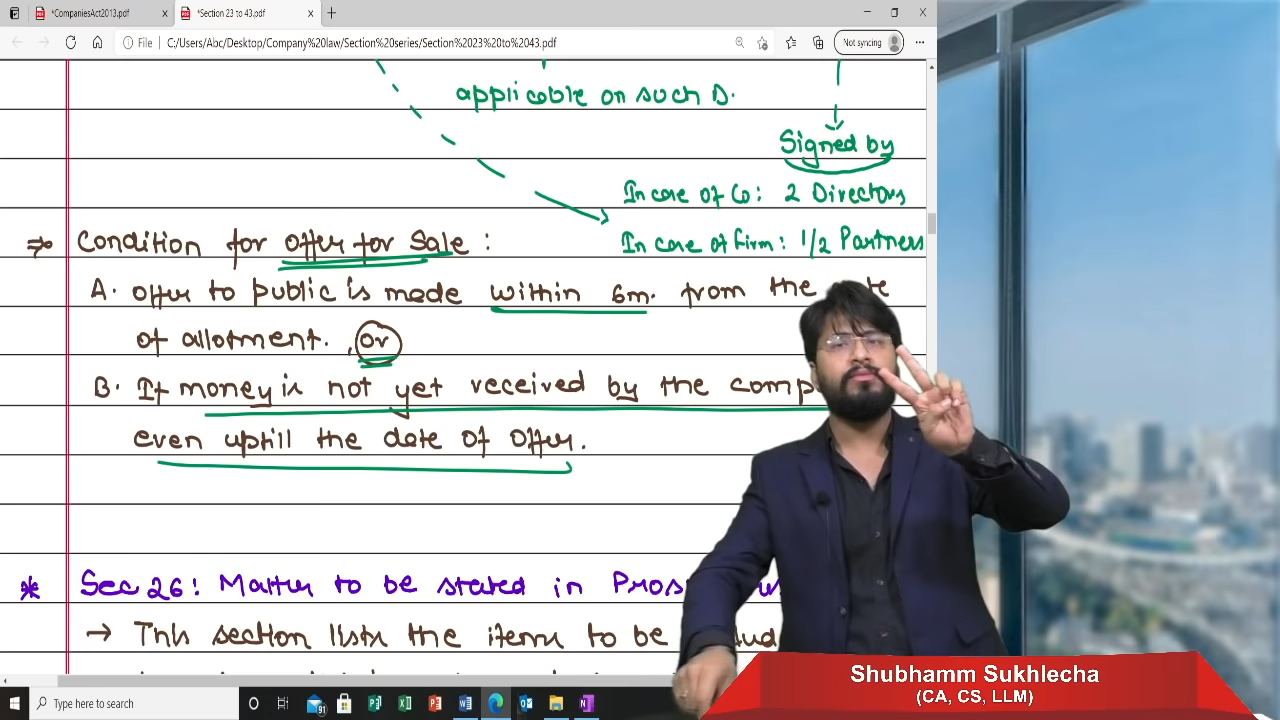 *CompaniesAct2013.pdf
*Section 23 to 43.pdf
File
C:/Users/Abc/Desktop/Company%20law/Section%20series/Section%2023%20to%2043.pdf
Not syncing
applicable on such D.
Signed by
In case of Co: 2 Directors
In case of Firm: 1/2 Partners
⇒ Condition for offer for Sale :
A. offer to public is made within 6m. from the
of allotment. , Or
B. If money is not yet received by the
even uptill the date of offer.
* Sec 26: Matter to be stated in
→ This section lists the items to be
Type here to search
91
Shubhamm Sukhlecha
(CA, CS, LLM)